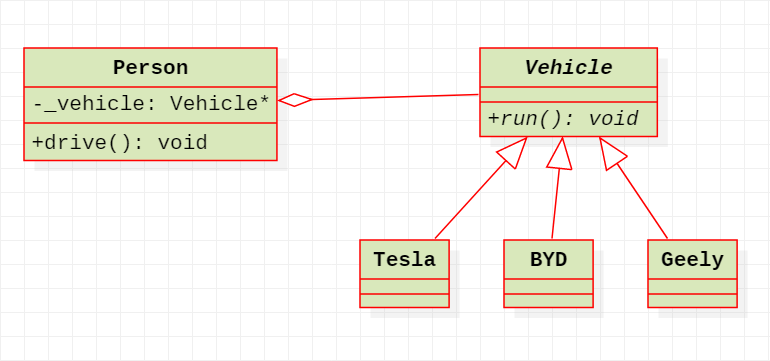 Person
-_vehicle: Vehicle*
+drive(): void
Vehicle
+run(): void
Tesla
BYD
Geely